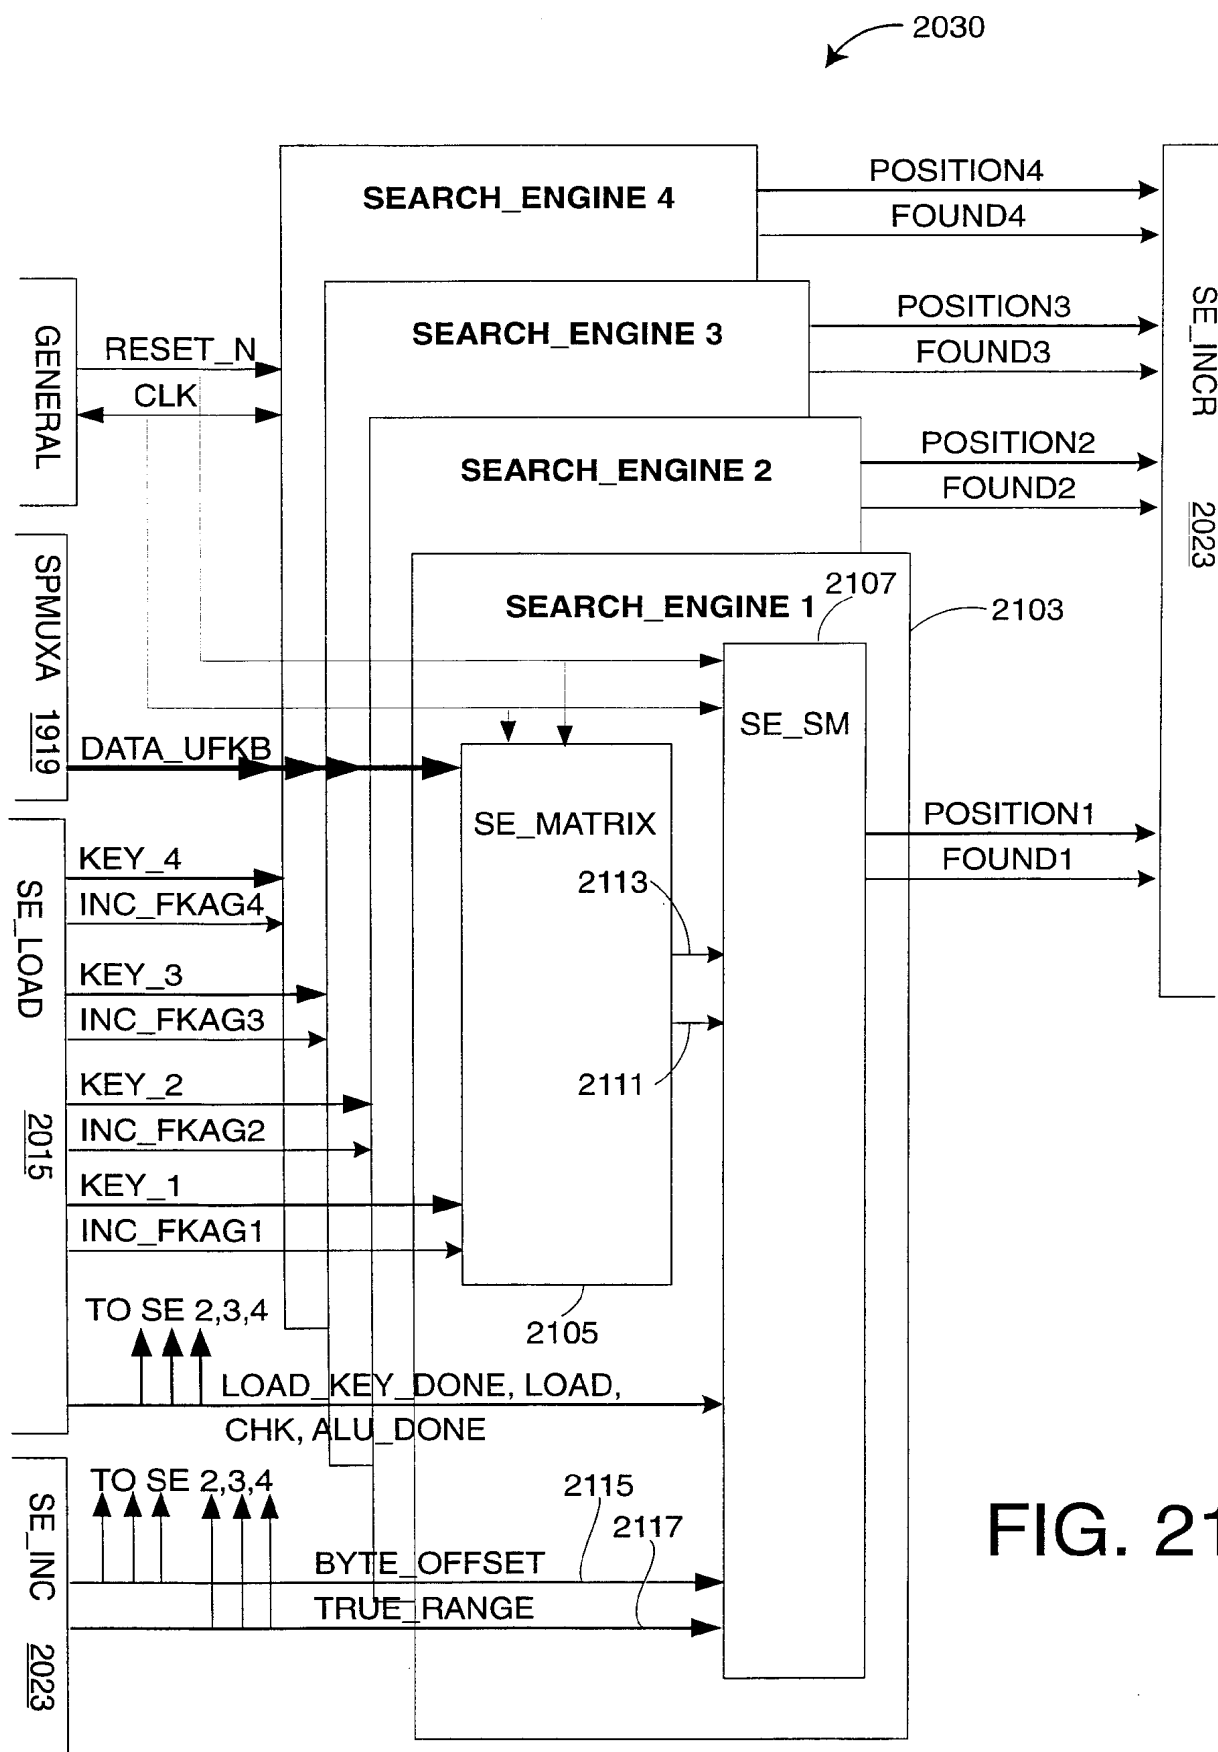 2030
SEARCH_ENGINE 4
POSITION4
FOUND4
SEARCH_ENGINE 3
POSITION3
FOUND3
SE_INCR 2023
GENERAL
RESET_N
CLK
SEARCH_ENGINE 2
POSITION2
FOUND2
SPMUXA 1919
SEARCH_ENGINE 1
2107
2103
SE_SM
DATA_UFKB
SE_MATRIX
POSITION1
FOUND1
SE_LOAD 2015
KEY_4
INC_FKAG4
2113
KEY_3
INC_FKAG3
KEY_2
2111
INC_FKAG2
KEY_1
INC_FKAG1
TO SE 2,3,4
2105
LOAD_KEY_DONE, LOAD,
CHK, ALU_DONE
SE_INC 2023
TO SE 2,3,4
2115
2117
BYTE_OFFSET
TRUE_RANGE
FIG. 21